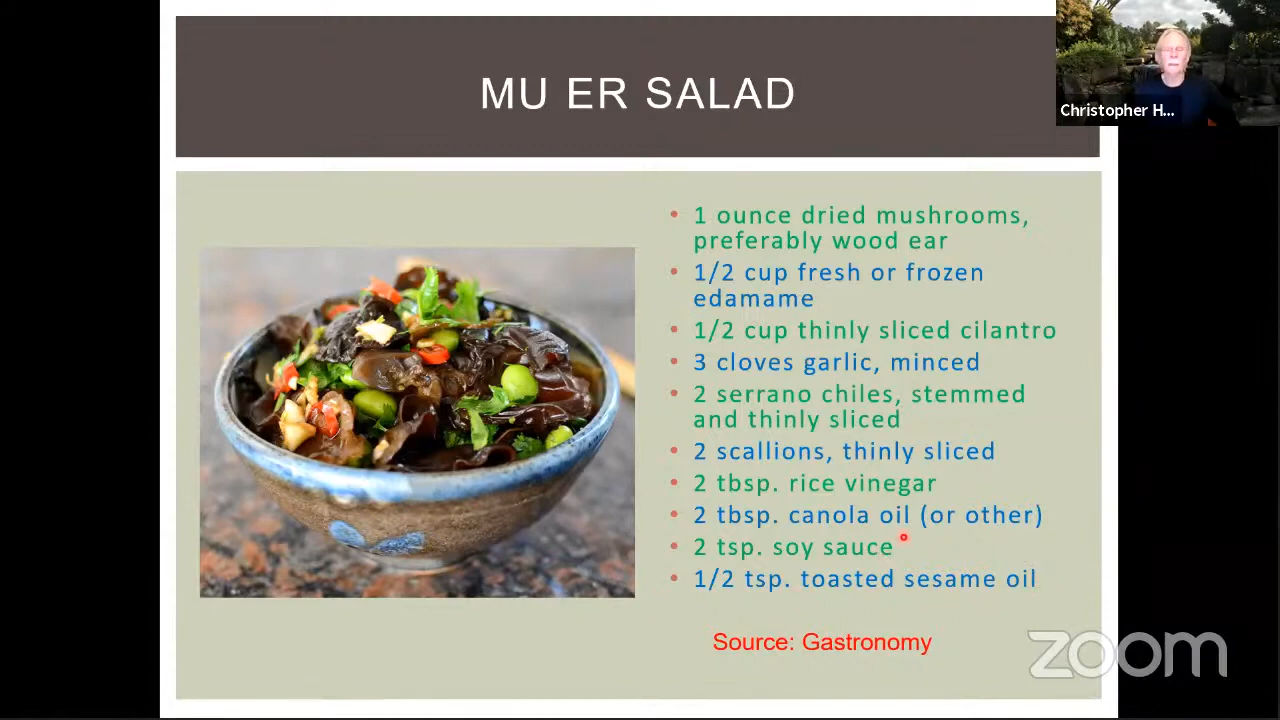 MU ER SALAD
Christopher H...
• 1 ounce dried mushrooms,
preferably wood ear
• 1/2 cup fresh or frozen
edamame
• 1/2 cup thinly sliced cilantro
• 3 cloves garlic, minced
• 2 serrano chiles, stemmed
and thinly sliced
• 2 scallions, thinly sliced
• 2 tbsp. rice vinegar
• 2 tbsp. canola oil (or other)
• 2 tsp. soy sauce
• 1/2 tsp. toasted sesame oil
Source: Gastronomy
zoom